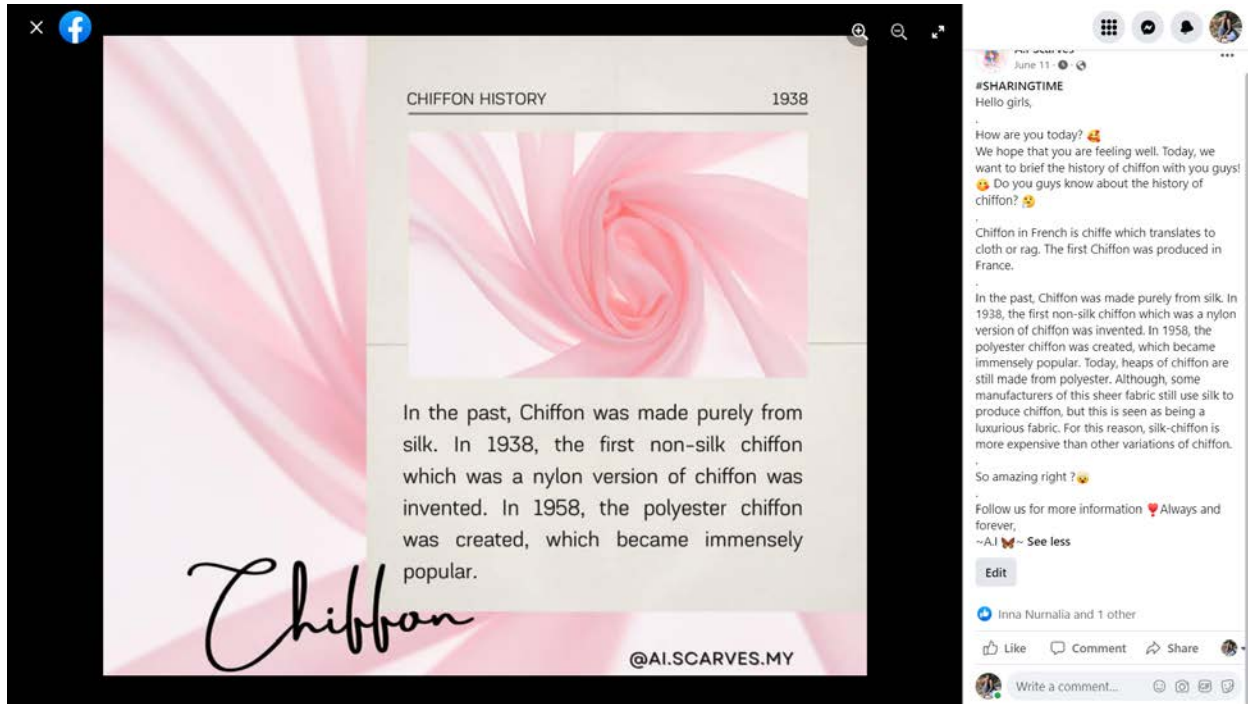 CHIFFON HISTORY 1938
In the past, Chiffon was made purely from
silk. In 1938, the first non-silk chiffon
which was a nylon version of chiffon was
invented. In 1958, the polyester chiffon
was created, which became immensely
popular.
Chiffon
@AI.SCARVES.MY
A.I Scarves
June 11
#SHARINGTIME
Hello girls,
.
How are you today? 🥰
We hope that you are feeling well. Today, we
want to brief the history of chiffon with you guys!
😋 Do you guys know about the history of
chiffon? 🤔
.
Chiffon in French is chiffe which translates to
cloth or rag. The first Chiffon was produced in
France.
.
In the past, Chiffon was made purely from silk. In
1938, the first non-silk chiffon which was a nylon
version of chiffon was invented. In 1958, the
polyester chiffon was created, which became
immensely popular. Today, heaps of chiffon are
still made from polyester. Although, some
manufacturers of this sheer fabric still use silk to
produce chiffon, but this is seen as being a
luxurious fabric. For this reason, silk-chiffon is
more expensive than other variations of chiffon.
.
So amazing right ?🤯
.
Follow us for more information ❣️Always and
forever,
~A.I 🦋~ See less
Edit
Inna Nurnalia and 1 other
Like Comment Share
Write a comment...